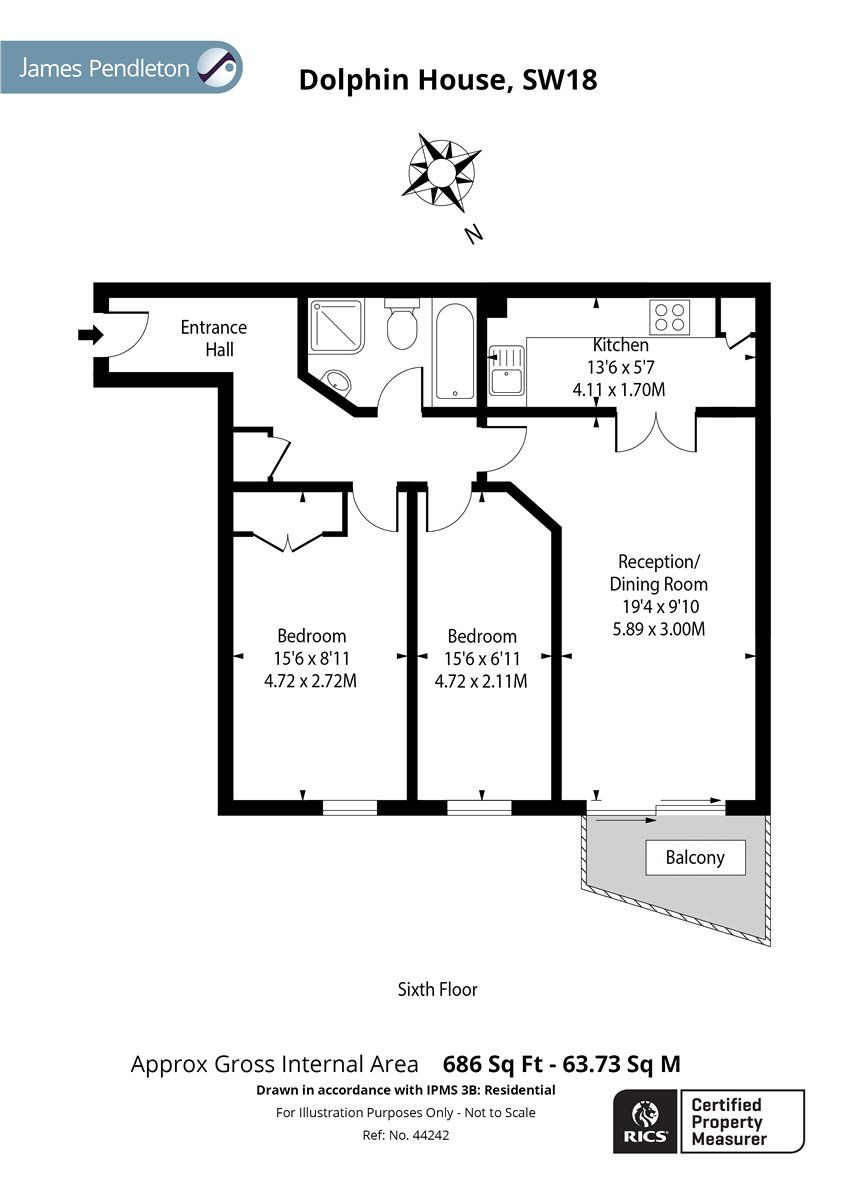 James Pendleton
Dolphin House, SW18
N
Entrance
Hall
Kitchen
13'6 x 5'7
4.11 x 1.70M
Reception/
Dining Room
19'4 x 9'10
5.89 x 3.00M
Bedroom
15'6 x 8'11
4.72 x 2.72M
Bedroom
15'6 x 6'11
4.72 x 2.11M
Balcony
Sixth Floor
Approx Gross Internal Area 686 Sq Ft - 63.73 Sq M
Drawn in accordance with IPMS 3B: Residential
For Illustration Purposes Only - Not to Scale
Ref: No. 44242
RICS
Certified
Property
Measurer